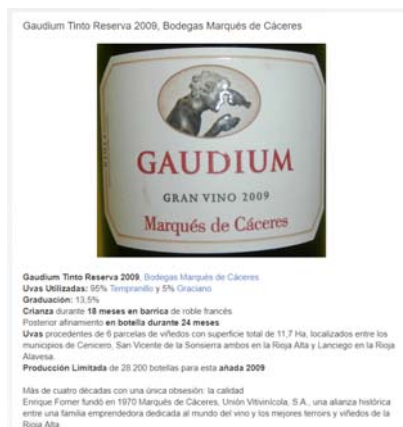 Gaudium Tinto Reserva 2009, Bodegas Marqués de Cáceres
GAUDIUM
GRAN VINO 2009
Marqués de Cáceres
Gaudium Tinto Reserva 2009, Bodegas Marqués de Cáceres
Uvas Utilizadas: 95% Tempranillo y 5% Graciano
Graduación: 13,5%
Crianza durante 18 meses en barrica de roble francés
Posterior afinamiento en botella durante 24 meses
Uvas procedentes de 6 parcelas de viñedos con superficie total de 11,7 Ha, localizados entre los
municipios de Cenicero, San Vicente de la Sonsierra ambos en la Rioja Alta y Lanciego en la Rioja
Alavesa.
Producción Limitada de 28.200 botellas para esta añada 2009
Más de cuatro décadas con una única obsesión: la calidad
Enrique Forner fundó en 1970 Marqués de Cáceres, Unión Vitivinícola, S.A., una alianza histórica
entre una familia emprendedora dedicada al mundo del vino y los mejores terroirs y viñedos de la
Rioja Alta